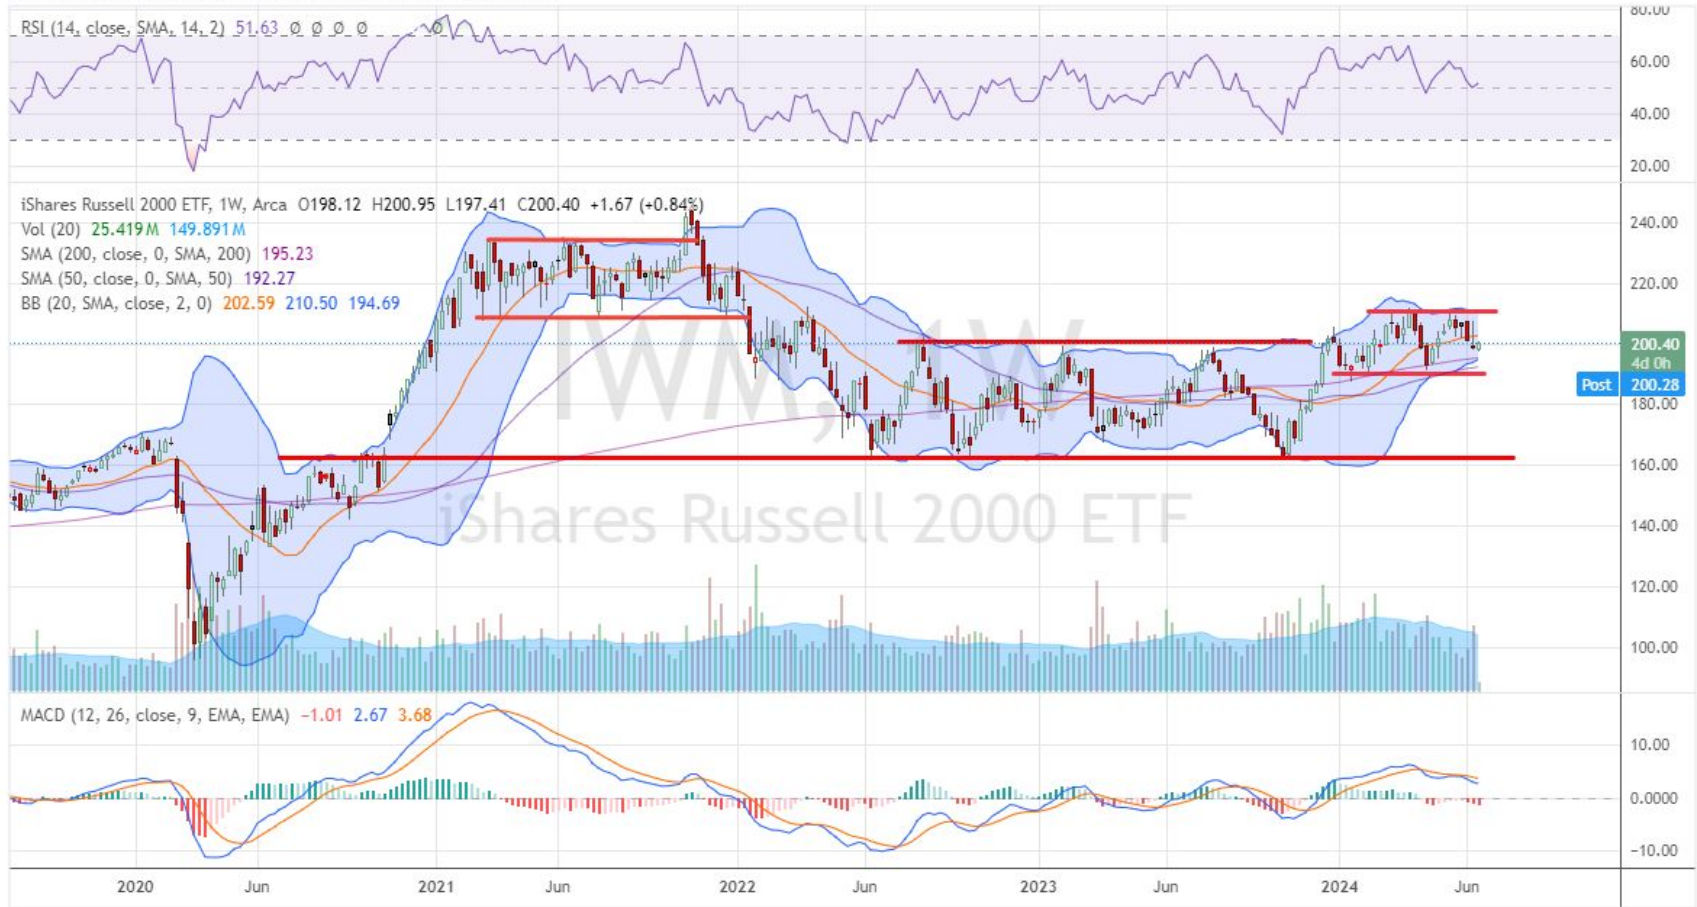 RSI (14, close, SMA, 14, 2) 51.63 Ø Ø Ø Ø Ø
80.00
60.00
40.00
20.00
iShares Russell 2000 ETF, 1W, Arca O198.12 H200.95 L197.41 C200.40 +1.67 (+0.84%)
Vol (20) 25.419M 149.891M
SMA (200, close, 0, SMA, 200) 195.23
SMA (50, close, 0, SMA, 50) 192.27
BB (20, SMA, close, 2, 0) 202.59 210.50 194.69
240.00
220.00
200.40
4d 0h
Post 200.28
180.00
160.00
140.00
120.00
100.00
IWM, 1W
iShares Russell 2000 ETF
MACD (12, 26, close, 9, EMA, EMA) −1.01 2.67 3.68
10.00
0.0000
−10.00
2020 Jun 2021 Jun 2022 Jun 2023 Jun 2024 Jun